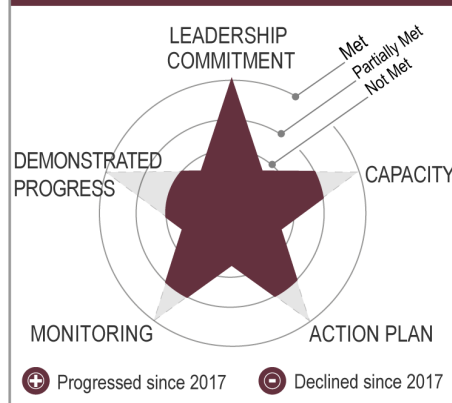 LEADERSHIP
COMMITMENT
Met
Partially Met
Not Met
DEMONSTRATED
PROGRESS
CAPACITY
MONITORING
ACTION PLAN
+ Progressed since 2017
- Declined since 2017